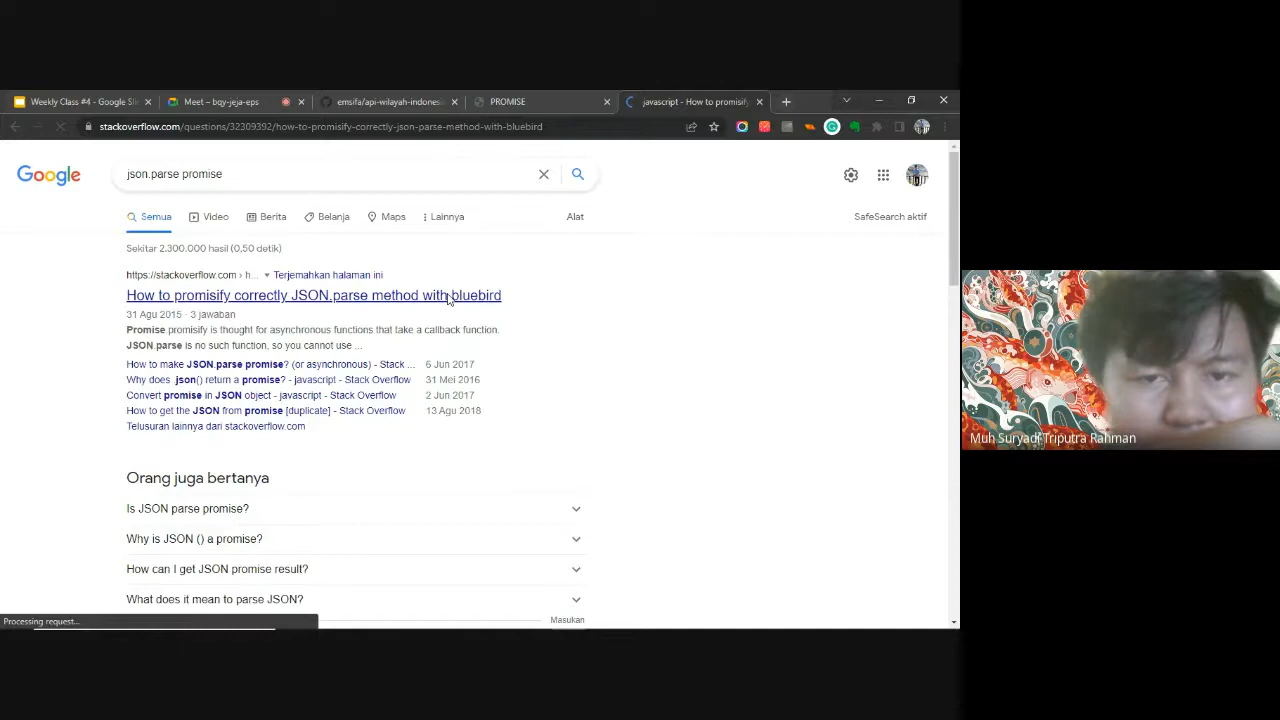 Weekly Class #4 - Google Sli
Meet – bqy-jeja-eps
emsifa/api-wilayah-indones
PROMISE
javascript - How to promisif
stackoverflow.com/questions/32309392/how-to-promisify-correctly-json-parse-method-with-bluebird
Google
json.parse promise
Semua
Video
Berita
Belanja
Maps
Lainnya
Alat
SafeSearch aktif
Sekitar 2.300.000 hasil (0,50 detik)
https://stackoverflow.com › h... Terjemahkan halaman ini
How to promisify correctly JSON.parse method with bluebird
31 Agu 2015 · 3 jawaban
Promise.promisify is thought for asynchronous functions that take a callback function.
JSON.parse is no such function, so you cannot use ...
How to make JSON.parse promise? (or asynchronous) - Stack ... 6 Jun 2017
Why does .json() return a promise? - javascript - Stack Overflow 31 Mei 2016
Convert promise in JSON object - javascript - Stack Overflow 2 Jun 2017
How to get the JSON from promise [duplicate] - Stack Overflow 13 Agu 2018
Telusuran lainnya dari stackoverflow.com
Orang juga bertanya
Is JSON parse promise?
Why is JSON () a promise?
How can I get JSON promise result?
What does it mean to parse JSON?
Masukan
Processing request...
Muh Suryadi Triputra Rahman